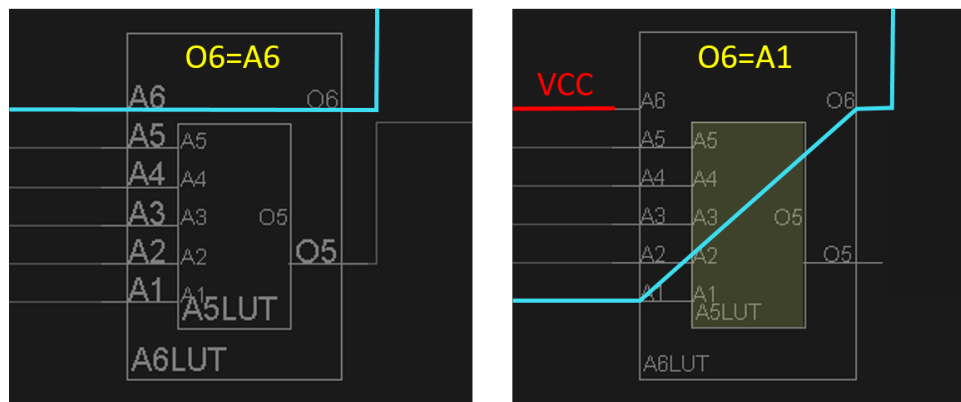 O6=A6
A6 O6
A5 A5
A4 A4
A3 A3 O5
A2 A2 O5
A1 A1
A5LUT
A6LUT
O6=A1
VCC
A6 O6
A5 A5
A4 A4
A3 A3 O5
A2 A2 O5
A1 A1
A5LUT
A6LUT